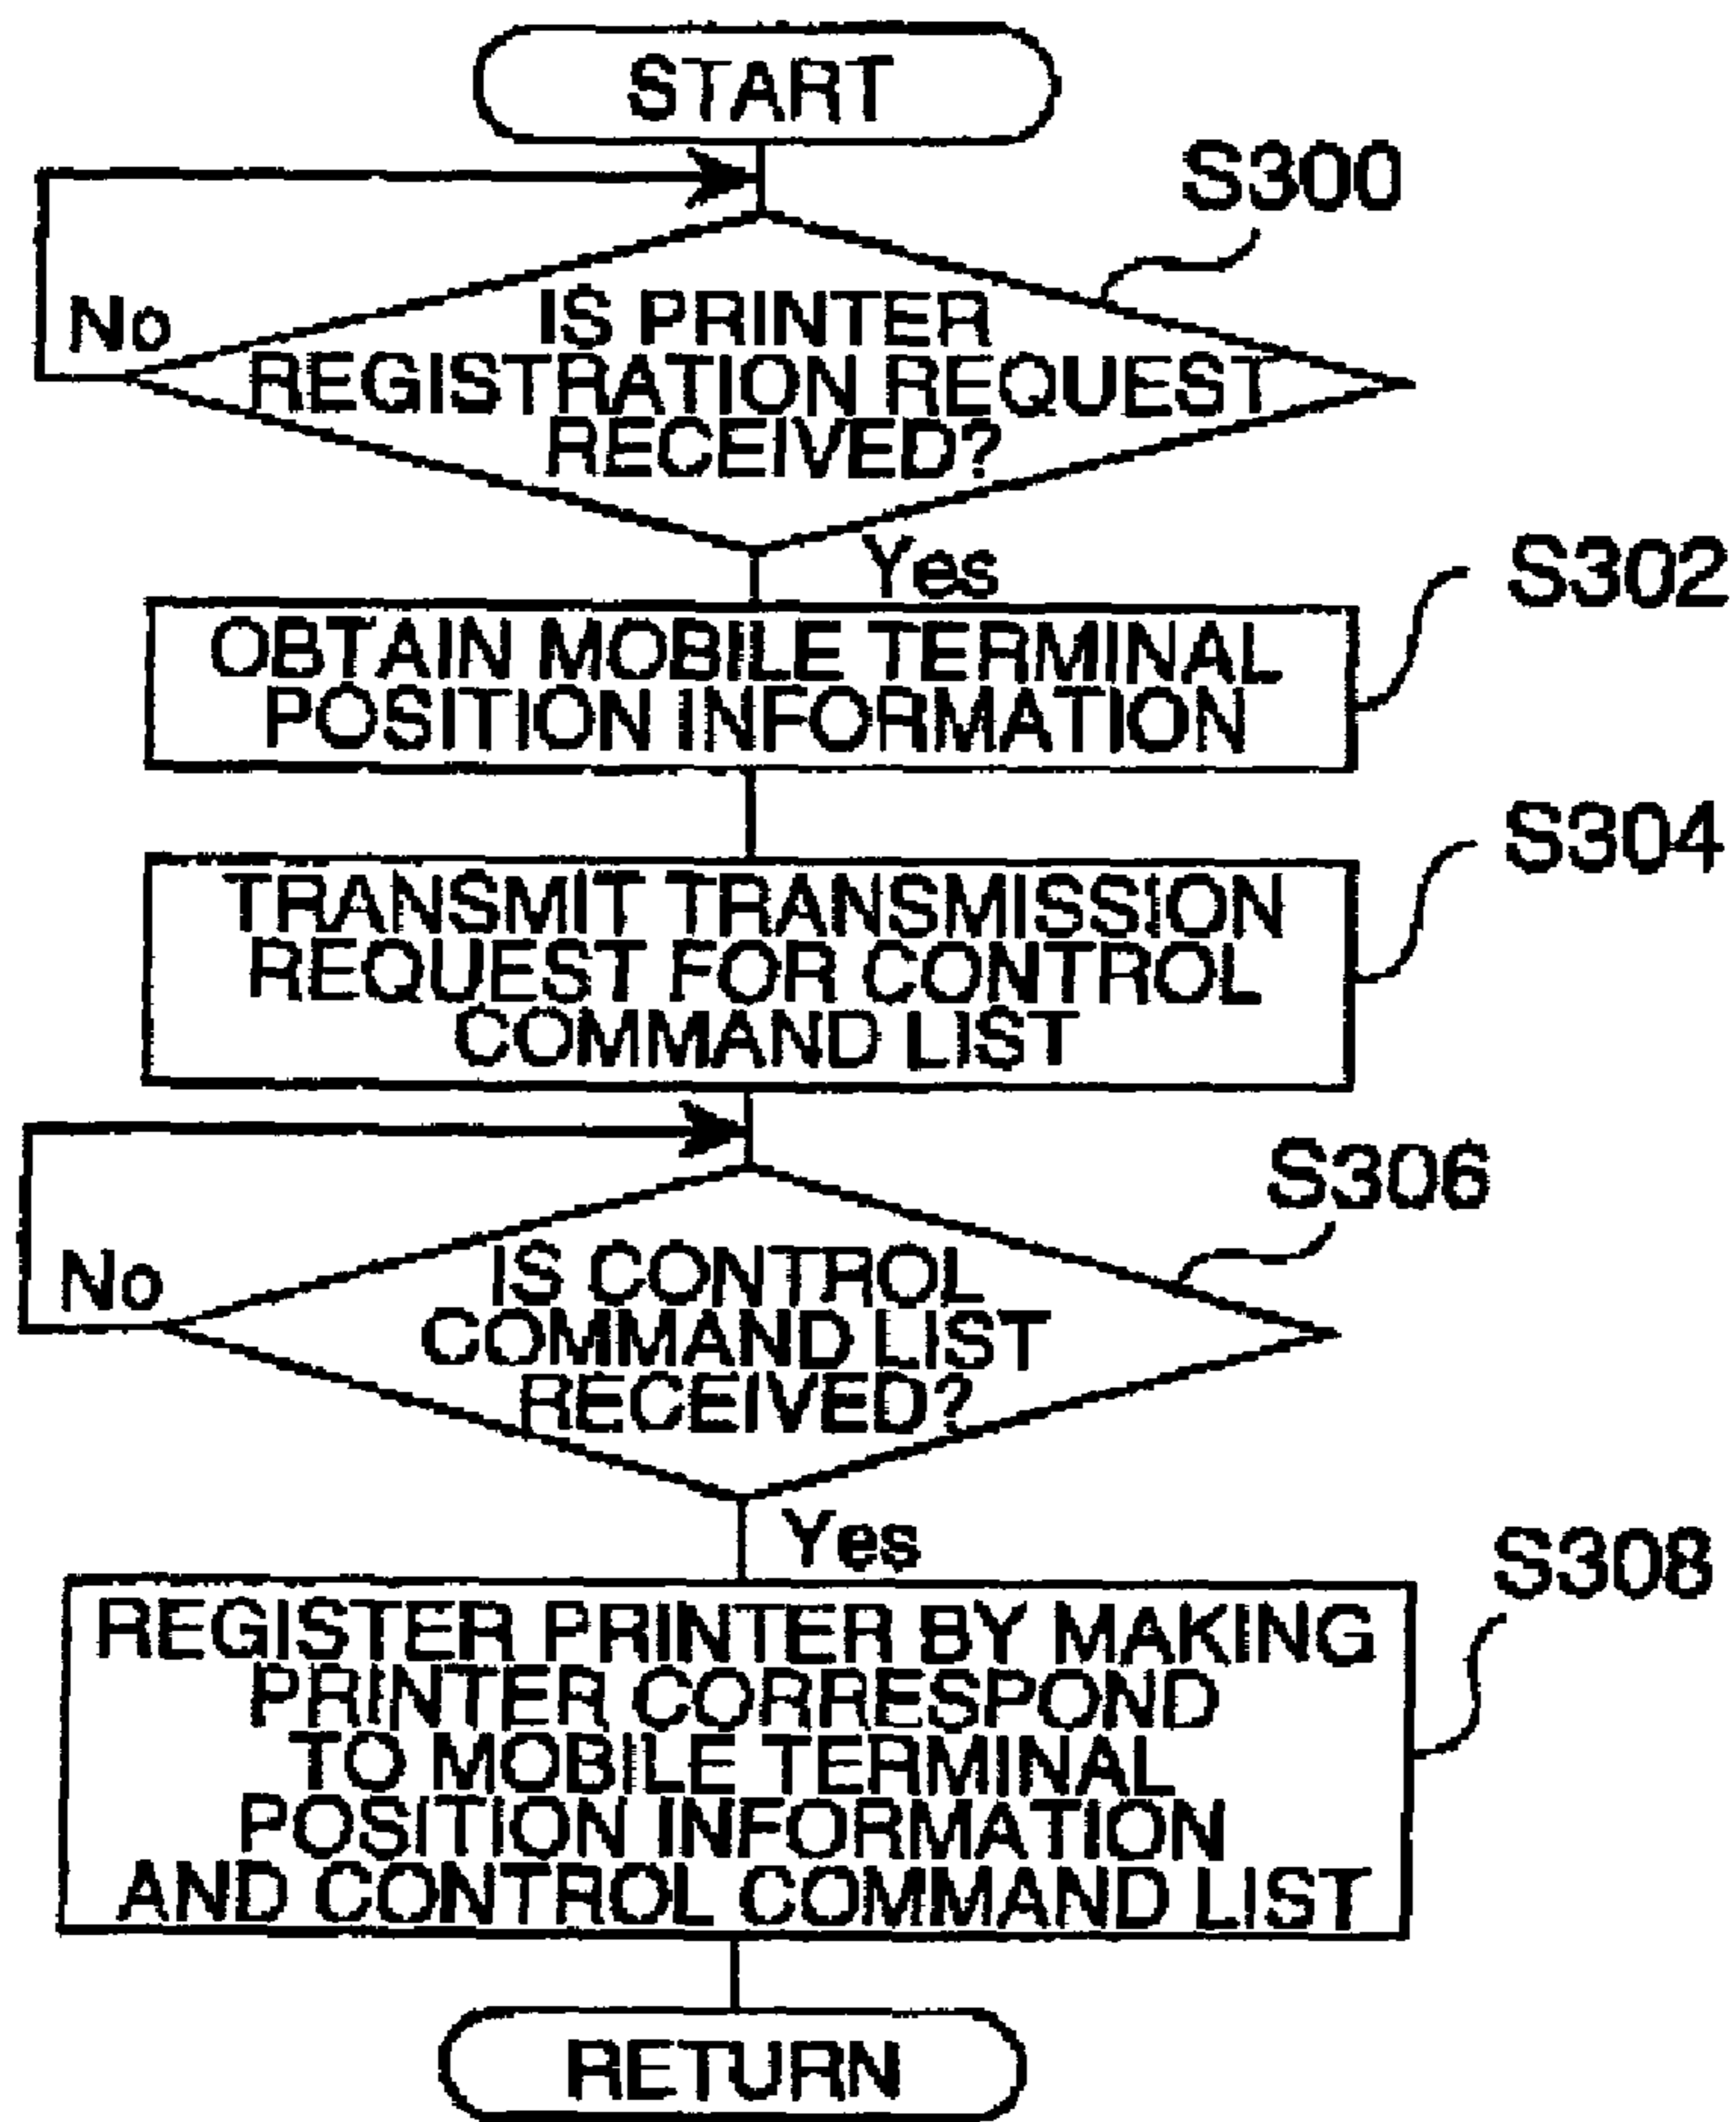 START
S300
No
IS PRINTER
REGISTRATION REQUEST
RECEIVED?
Yes
S302
OBTAIN MOBILE TERMINAL
POSITION INFORMATION
S304
TRANSMIT TRANSMISSION
REQUEST FOR CONTROL
COMMAND LIST
S306
No
IS CONTROL
COMMAND LIST
RECEIVED?
Yes
S308
REGISTER PRINTER BY MAKING
PRINTER CORRESPOND
TO MOBILE TERMINAL
POSITION INFORMATION
AND CONTROL COMMAND LIST
RETURN